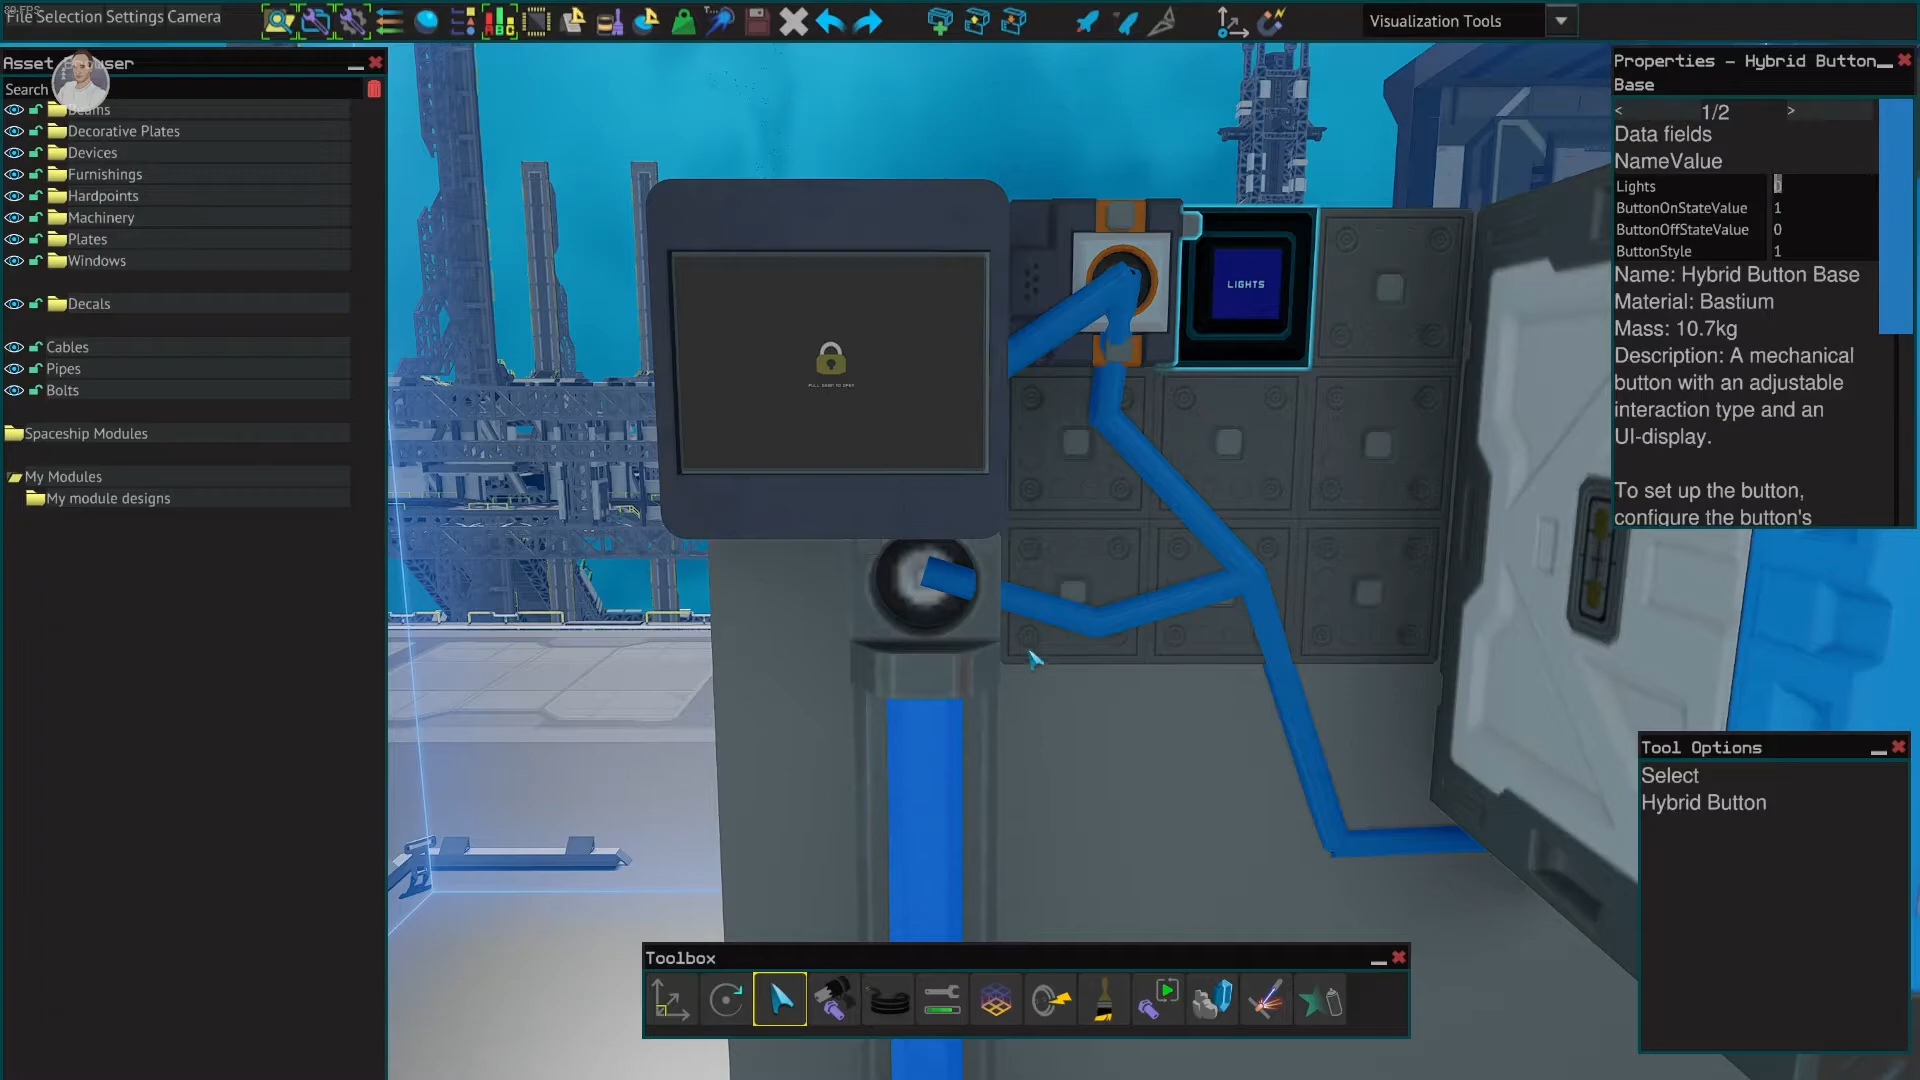 File Selection Settings Camera
Visualization Tools
Asset Browser
Search
Beams
Decorative Plates
Devices
Furnishings
Hardpoints
Machinery
Plates
Windows
Decals
Cables
Pipes
Bolts
Spaceship Modules
My Modules
My module designs
LIGHTS
Properties – Hybrid Button
Base
< 1/2 >
Data fields
NameValue
Lights 0
ButtonOnStateValue 1
ButtonOffStateValue 0
ButtonStyle 1
Name: Hybrid Button Base
Material: Bastium
Mass: 10.7kg
Description: A mechanical
button with an adjustable
interaction type and an
UI-display.
To set up the button,
configure the button's
Tool Options
Select
Hybrid Button
Toolbox